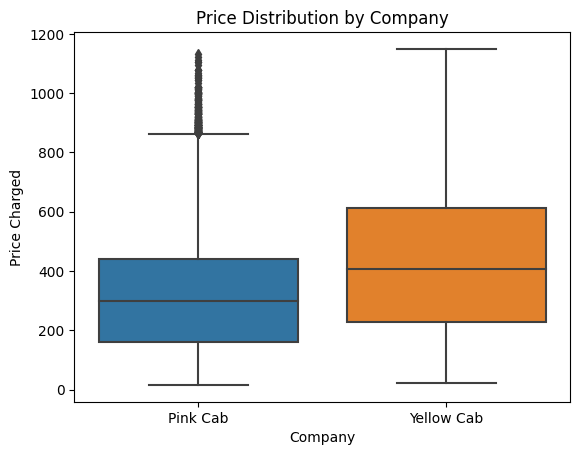 Price Distribution by Company
1200
1000
800
600
400
200
0
Price Charged
Pink Cab
Yellow Cab
Company